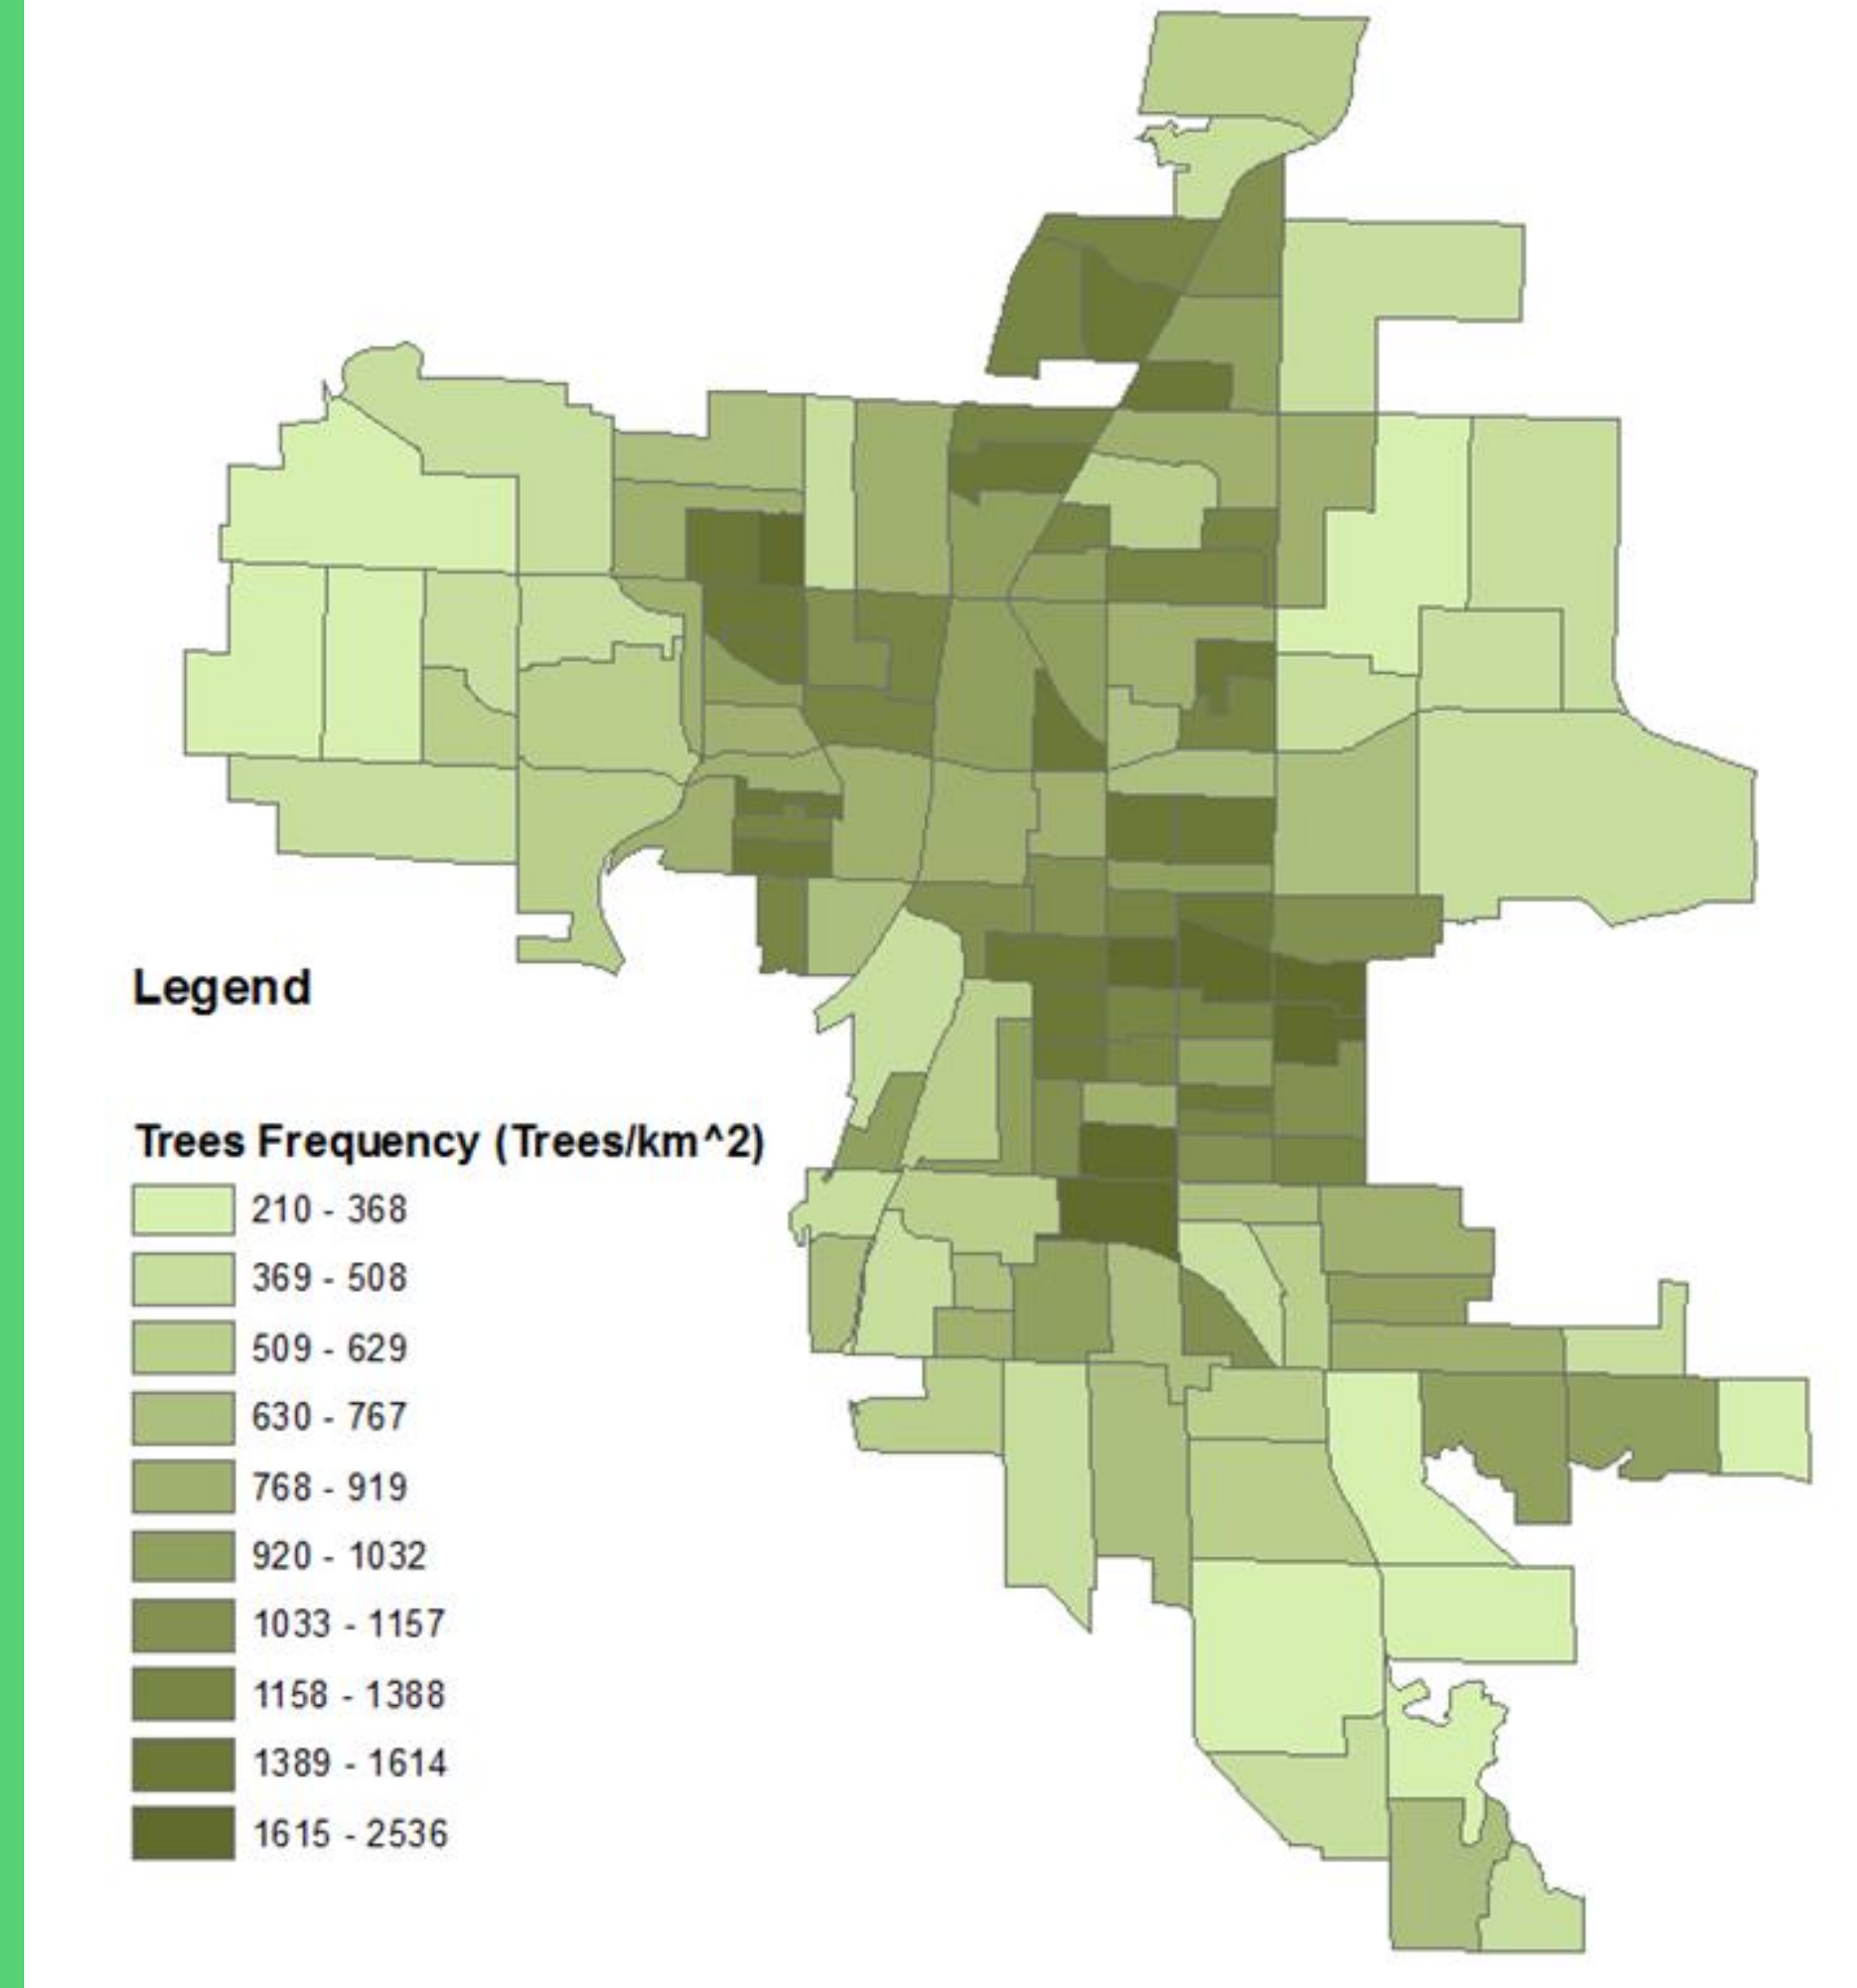 Legend
Trees Frequency (Trees/km^2)
210 - 368
369 - 508
509 - 629
630 - 767
768 - 919
920 - 1032
1033 - 1157
1158 - 1388
1389 - 1614
1615 - 2536